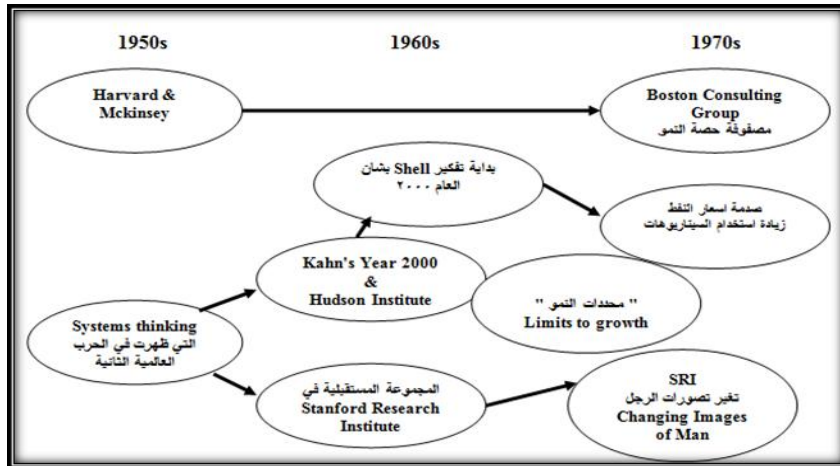 1950s
1960s
1970s
Harvard &
Mckinsey
Boston Consulting
Group
مصفوفة حصة النمو
بداية تفكير Shell بشان
العام ٢٠٠٠
صدمة اسعار النفط
زيادة استخدام السيناريوهات
Kahn's Year 2000
&
Hudson Institute
" محددات النمو "
Limits to growth
Systems thinking
التي ظهرت في الحرب
العالمية الثانية
المجموعة المستقبلية في
Stanford Research
Institute
SRI
تغير تصورات الرجل
Changing Images
of Man